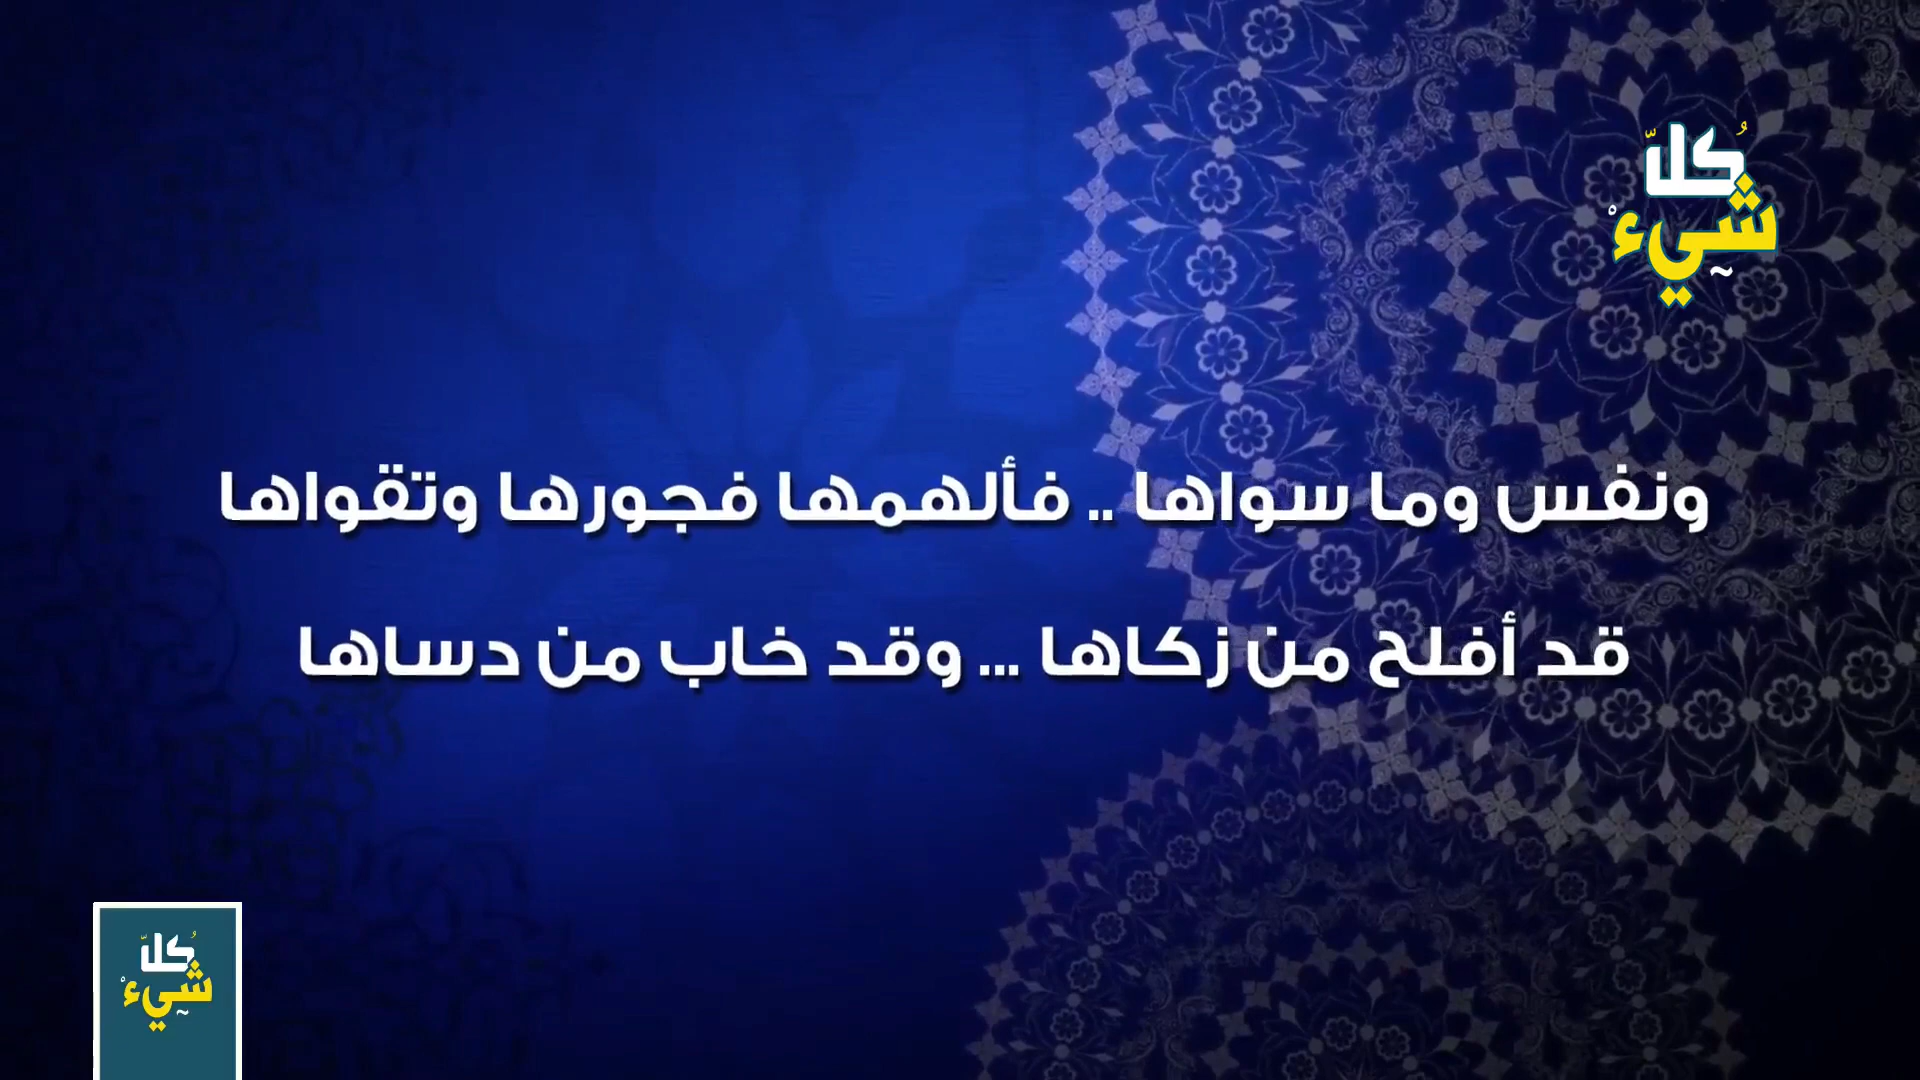 كلّ
شيء
ونفس وما سواها .. فألهمها فجورها وتقواها
قد أفلح من زكاها ... وقد خاب من دساها
كلّ
شيء